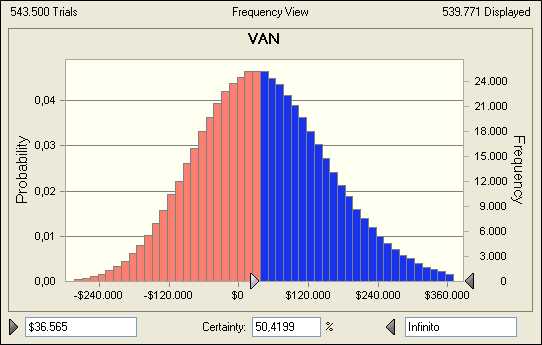 543.500 Trials Frequency View 539.771 Displayed
VAN
Probability
0,04
0,03
0,02
0,01
0,00
24.000
21.000
18.000
15.000
12.000
9.000
6.000
3.000
0
Frequency
-$240.000 -$120.000 $0 $120.000 $240.000 $360.000
$36.565 Certainty: 50,4199 % Infinito